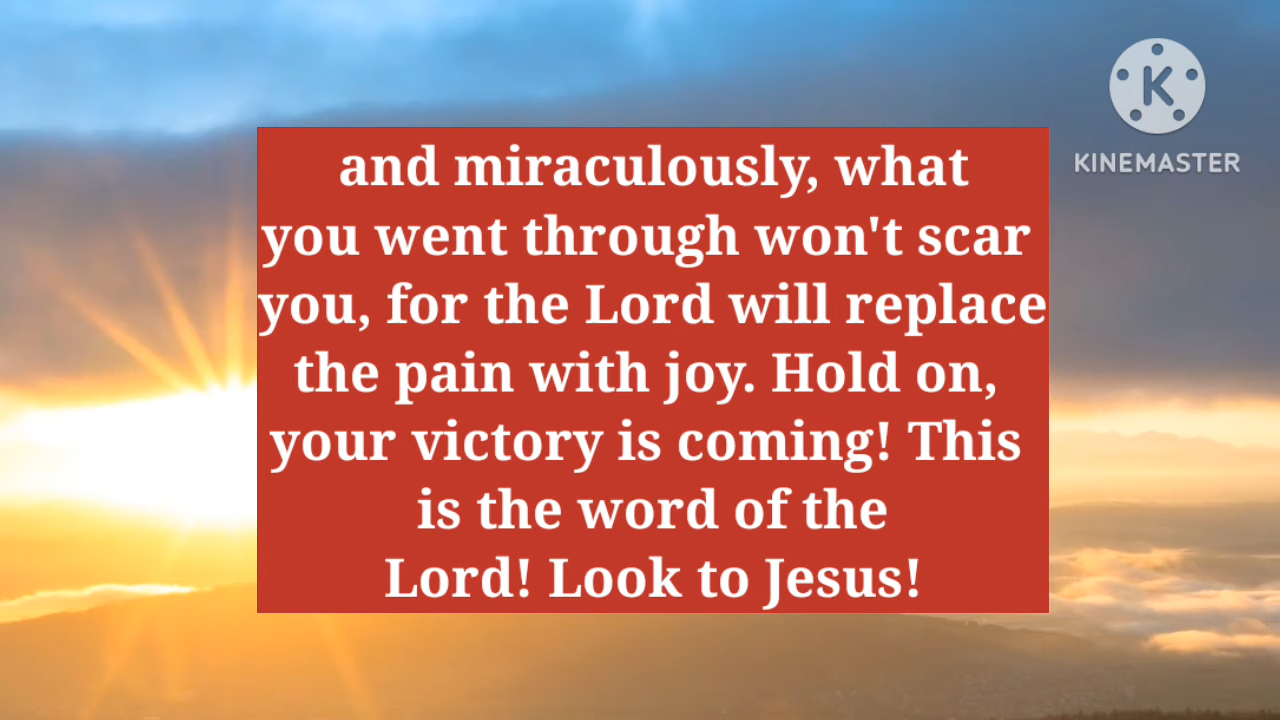 K
KINEMASTER
and miraculously, what
you went through won't scar
you, for the Lord will replace
the pain with joy. Hold on,
your victory is coming! This
is the word of the
Lord! Look to Jesus!